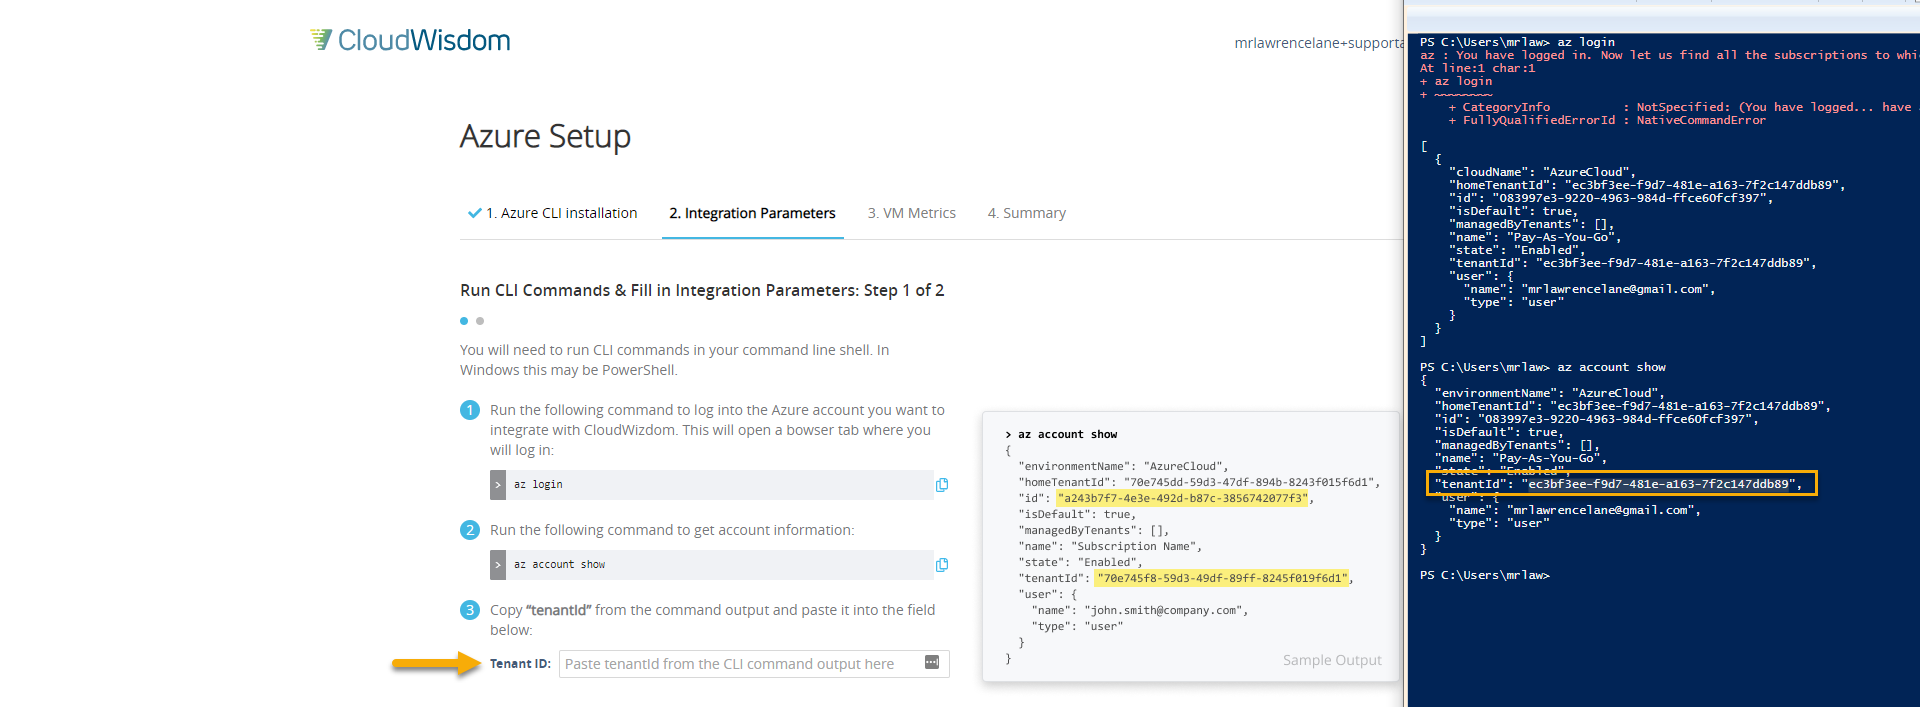 CloudWisdom
mrlawrencelane+supporta
Azure Setup
1. Azure CLI installation
2. Integration Parameters
3. VM Metrics
4. Summary
Run CLI Commands & Fill in Integration Parameters: Step 1 of 2
You will need to run CLI commands in your command line shell. In
Windows this may be PowerShell.
1 Run the following command to log into the Azure account you want to
integrate with CloudWizdom. This will open a bowser tab where you
will log in:
> az login
2 Run the following command to get account information:
> az account show
3 Copy “tenantId” from the command output and paste it into the field
below:
Tenant ID: Paste tenantId from the CLI command output here
> az account show
{
"environmentName": "AzureCloud",
"homeTenantId": "70e745dd-59d3-47df-894b-8243f015f6d1",
"id": "a243b7f7-4e3e-492d-b87c-3856742077f3",
"isDefault": true,
"managedByTenants": [],
"name": "Subscription Name",
"state": "Enabled",
"tenantId": "70e745f8-59d3-49df-89ff-8245f019f6d1",
"user": {
"name": "john.smith@company.com",
"type": "user"
}
}
Sample Output
PS C:\Users\mrlaw> az login
az : You have logged in. Now let us find all the subscriptions to whi
At line:1 char:1
+ az login
+ ~~~~~~~~
+ CategoryInfo : NotSpecified: (You have logged... have
+ FullyQualifiedErrorId : NativeCommandError
[
{
"cloudName": "AzureCloud",
"homeTenantId": "ec3bf3ee-f9d7-481e-a163-7f2c147ddb89",
"id": "083997e3-9220-4963-984d-ffce60fcf397",
"isDefault": true,
"managedByTenants": [],
"name": "Pay-As-You-Go",
"state": "Enabled",
"tenantId": "ec3bf3ee-f9d7-481e-a163-7f2c147ddb89",
"user": {
"name": "mrlawrencelane@gmail.com",
"type": "user"
}
}
]
PS C:\Users\mrlaw> az account show
{
"environmentName": "AzureCloud",
"homeTenantId": "ec3bf3ee-f9d7-481e-a163-7f2c147ddb89",
"id": "083997e3-9220-4963-984d-ffce60fcf397",
"isDefault": true,
"managedByTenants": [],
"name": "Pay-As-You-Go",
"state": "Enabled",
"tenantId": "ec3bf3ee-f9d7-481e-a163-7f2c147ddb89",
"user": {
"name": "mrlawrencelane@gmail.com",
"type": "user"
}
}
PS C:\Users\mrlaw>